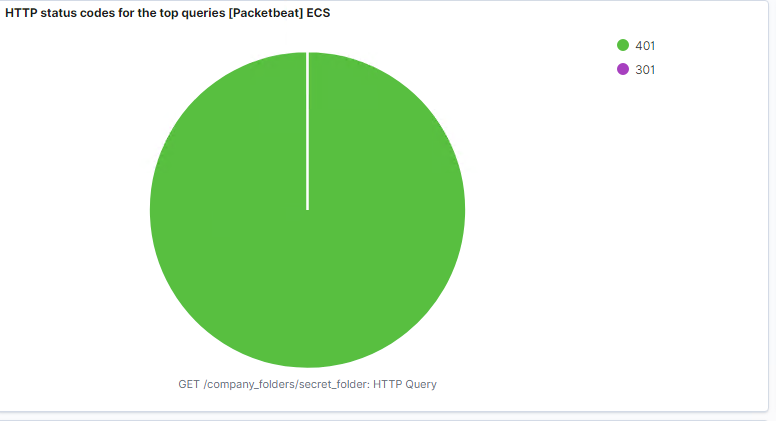 HTTP status codes for the top queries [Packetbeat] ECS
401
301
GET /company_folders/secret_folder: HTTP Query